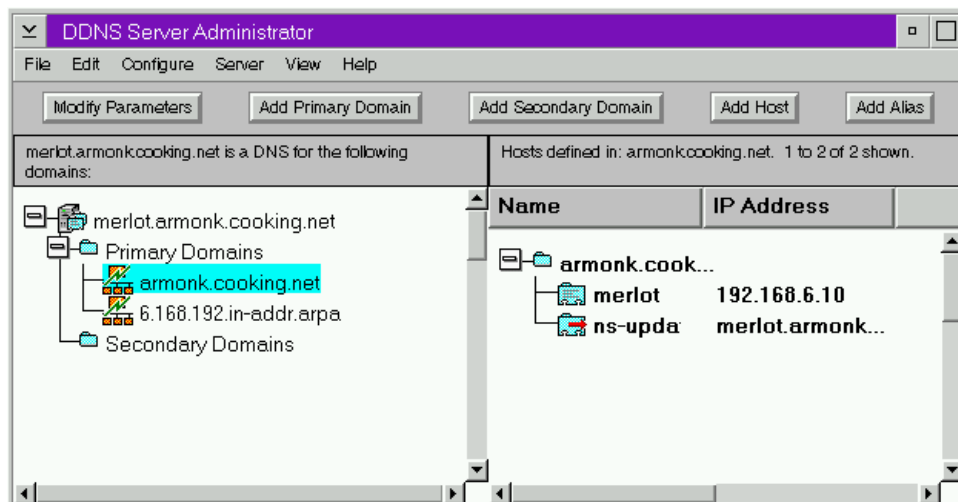 DDNS Server Administrator
File Edit Configure Server View Help
Modify Parameters Add Primary Domain Add Secondary Domain Add Host Add Alias
merlot.armonk.cooking.net is a DNS for the following
domains:
Hosts defined in: armonk.cooking.net. 1 to 2 of 2 shown.
merlot.armonk.cooking.net
Primary Domains
armonk.cooking.net
6.168.192.in-addr.arpa
Secondary Domains
Name IP Address
armonk.cook...
merlot 192.168.6.10
ns-upda merlot.armonk...